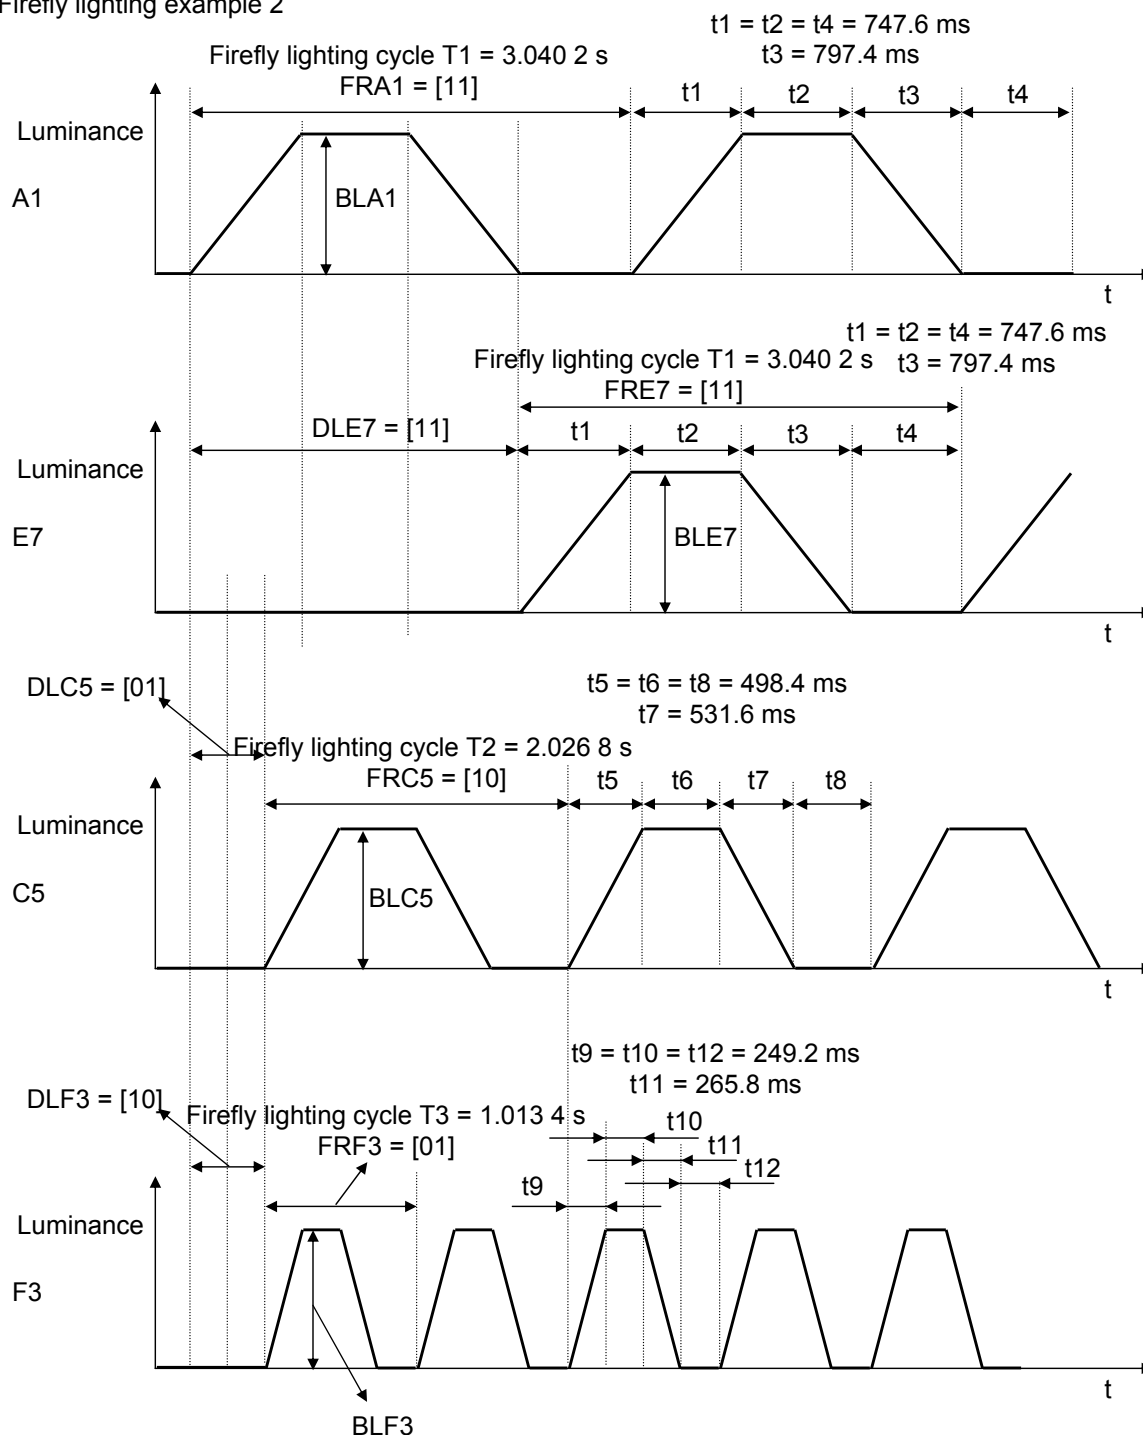 Firefly lighting example 2
t1 = t2 = t4 = 747.6 ms
t3 = 797.4 ms
Firefly lighting cycle T1 = 3.040 2 s
FRA1 = [11]
t1
t2
t3
t4
Luminance
A1
BLA1
t
t1 = t2 = t4 = 747.6 ms
t3 = 797.4 ms
Firefly lighting cycle T1 = 3.040 2 s
FRE7 = [11]
DLE7 = [11]
t1
t2
t3
t4
Luminance
E7
BLE7
t
DLC5 = [01]
t5 = t6 = t8 = 498.4 ms
t7 = 531.6 ms
Firefly lighting cycle T2 = 2.026 8 s
FRC5 = [10]
t5
t6
t7
t8
Luminance
C5
BLC5
t
t9 = t10 = t12 = 249.2 ms
t11 = 265.8 ms
DLF3 = [10]
Firefly lighting cycle T3 = 1.013 4 s
FRF3 = [01]
t10
t11
t12
t9
Luminance
F3
t
BLF3